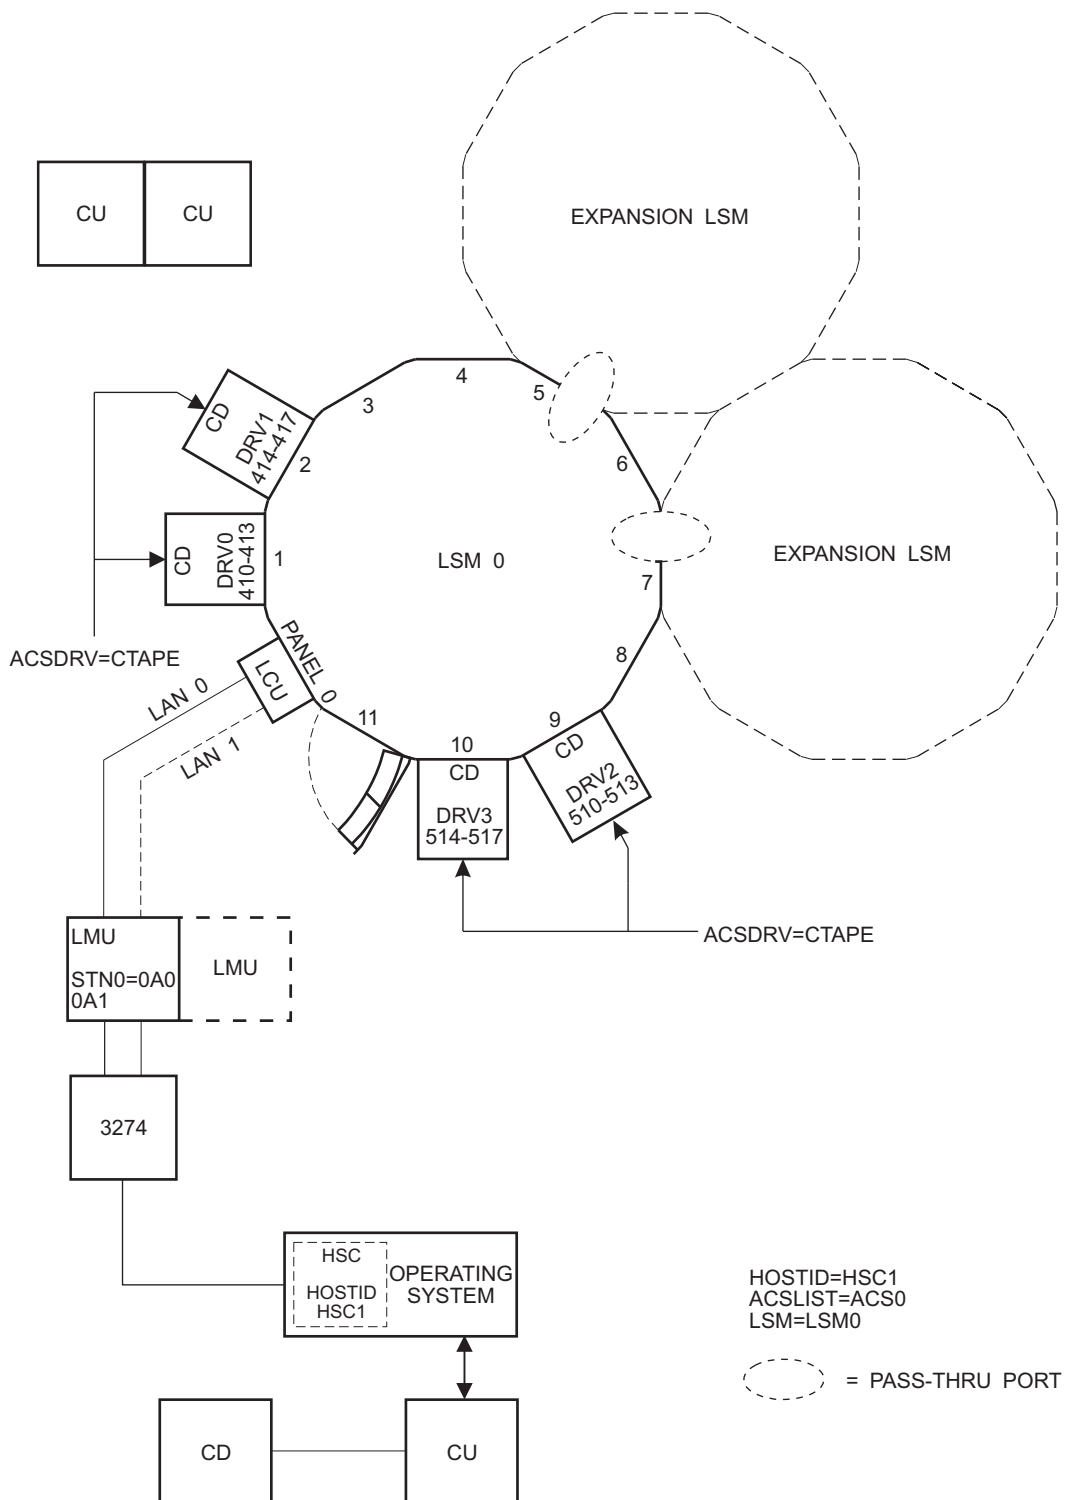 EXPANSION LSM
CU
CU
4
5
3
CD
DRV1
414-417
2
6
CD
DRV0
410-413
1
LSM 0
EXPANSION LSM
7
PANEL 0
8
ACSDRV=CTAPE
LCU
LAN 0
LAN 1
11
10
9
CD
DRV3
514-517
CD
DRV2
510-513
ACSDRV=CTAPE
LMU
STN0=0A0
0A1
LMU
3274
HSC
HOSTID
HSC1
OPERATING
SYSTEM
HOSTID=HSC1
ACSLIST=ACS0
LSM=LSM0
= PASS-THRU PORT
CD
CU